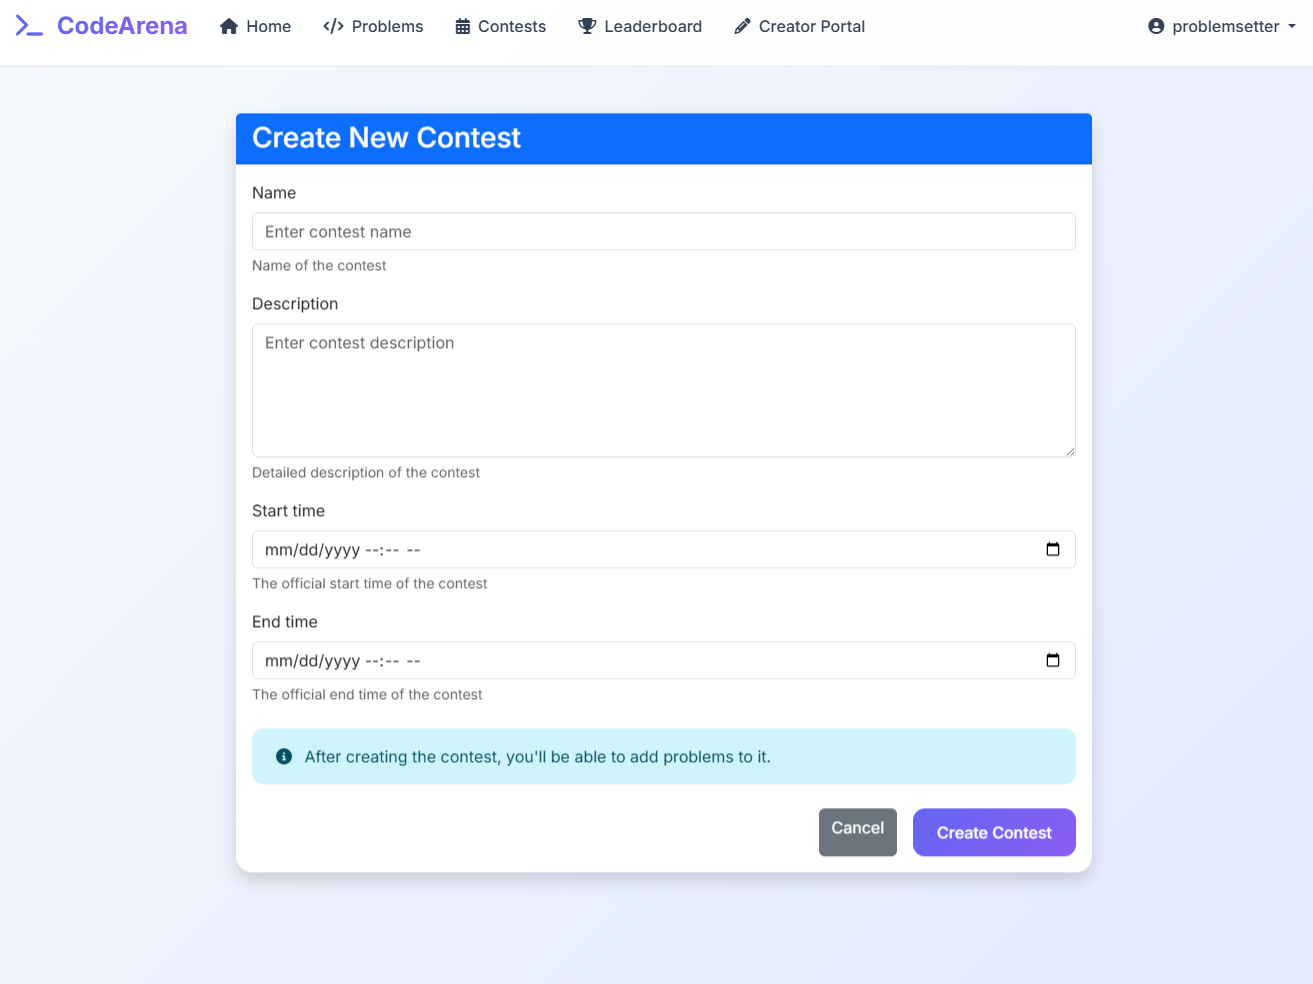 CodeArena Home Problems Contests Leaderboard Creator Portal problemsetter
Create New Contest
Name
Enter contest name
Name of the contest
Description
Enter contest description
Detailed description of the contest
Start time
mm/dd/yyyy --:-- --
The official start time of the contest
End time
mm/dd/yyyy --:-- --
The official end time of the contest
After creating the contest, you'll be able to add problems to it.
Cancel Create Contest